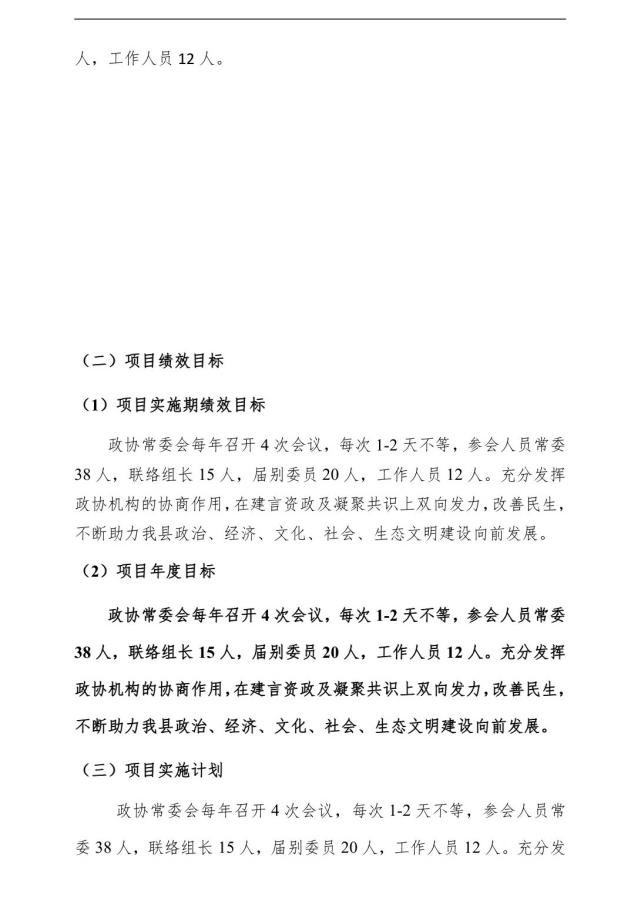 人，工作人员 12 人。
（二）项目绩效目标
（1）项目实施期绩效目标
政协常委会每年召开 4 次会议，每次 1-2 天不等，参会人员常委
38 人，联络组长 15 人，届别委员 20 人，工作人员 12 人。充分发挥
政协机构的协商作用，在建言资政及凝聚共识上双向发力，改善民生，
不断助力我县政治、经济、文化、社会、生态文明建设向前发展。
（2）项目年度目标
政协常委会每年召开 4 次会议，每次 1-2 天不等，参会人员常委
38 人，联络组长 15 人，届别委员 20 人，工作人员 12 人。充分发挥
政协机构的协商作用，在建言资政及凝聚共识上双向发力，改善民生，
不断助力我县政治、经济、文化、社会、生态文明建设向前发展。
（三）项目实施计划
政协常委会每年召开 4 次会议，每次 1-2 天不等，参会人员常
委 38 人，联络组长 15 人，届别委员 20 人，工作人员 12 人。充分发